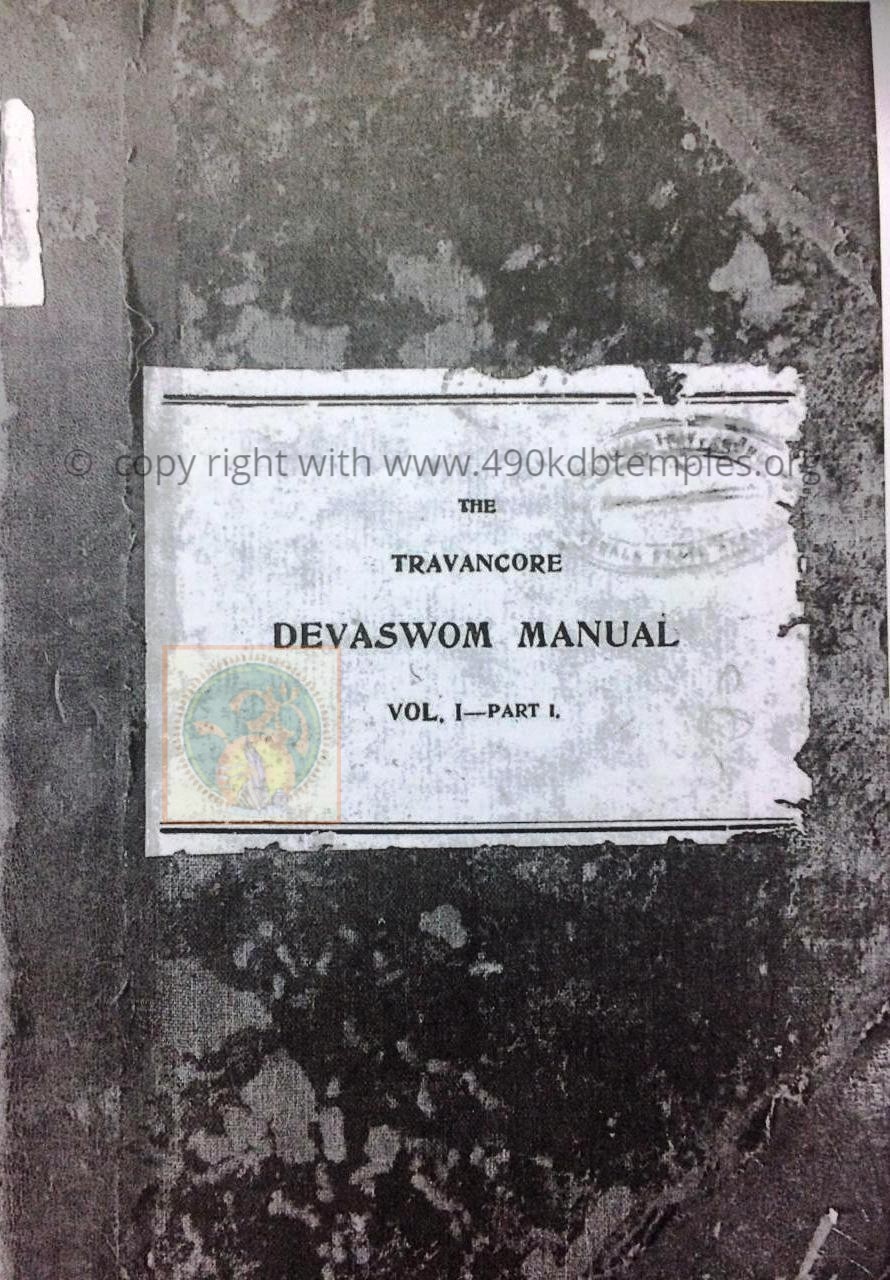 © copy right with www.490kdbtemples.org
THE
TRAVANCORE
DEVASWOM MANUAL
VOL. I—PART I.